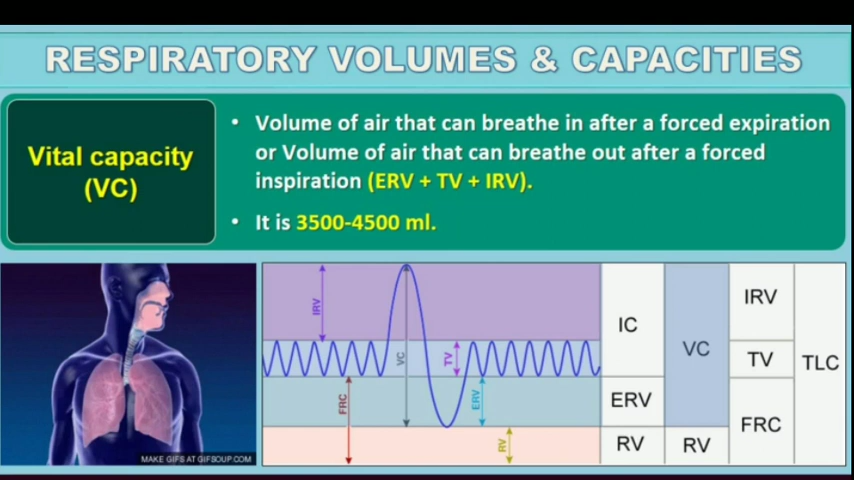 RESPIRATORY VOLUMES & CAPACITIES
Vital capacity
(VC)
• Volume of air that can breathe in after a forced expiration
or Volume of air that can breathe out after a forced
inspiration (ERV + TV + IRV).
• It is 3500-4500 ml.
MAKE GIFS AT GIFSOUP.COM
IRV
VC
TV
FRC
ERV
RV
IC
ERV
RV
VC
RV
IRV
TV
FRC
TLC